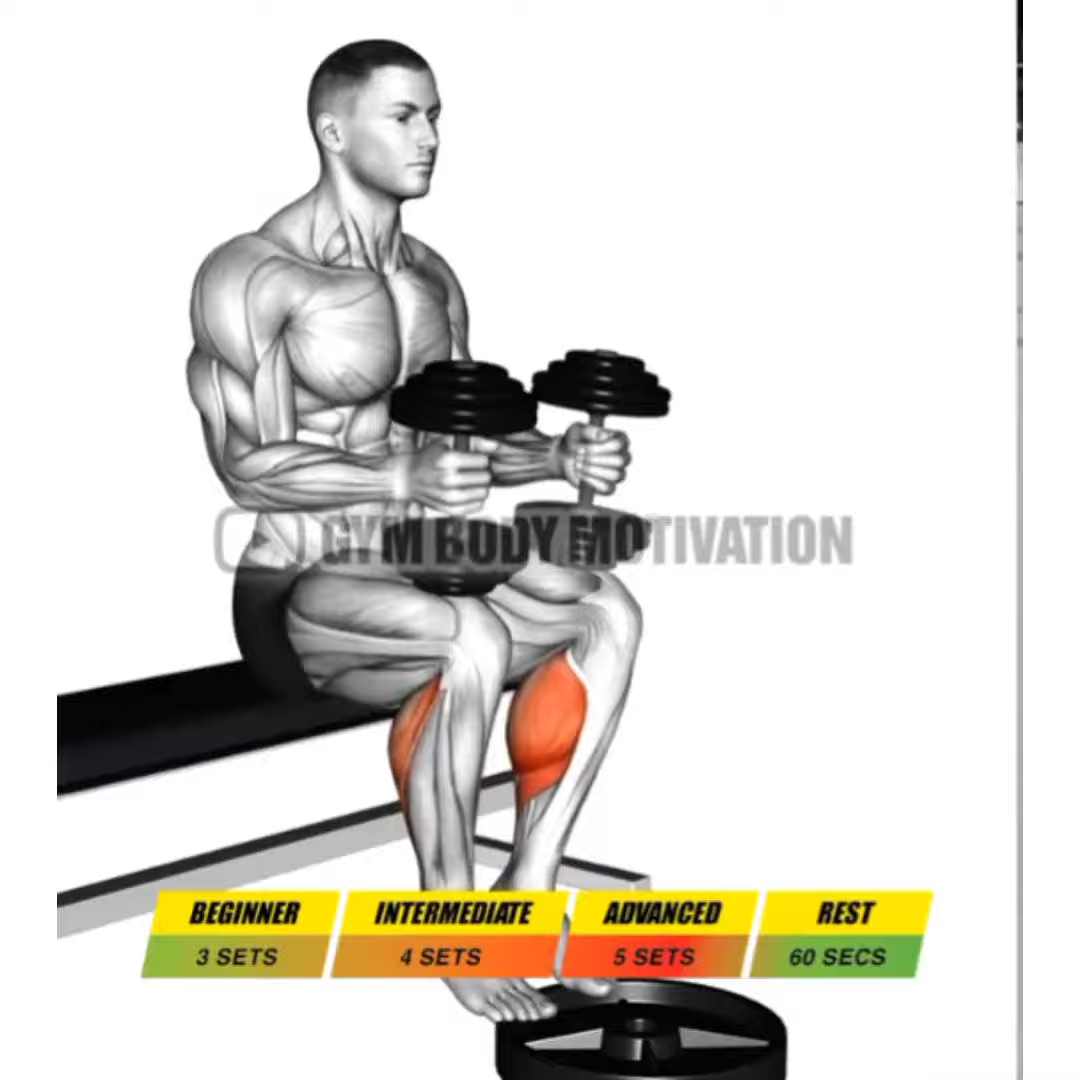 GYM BODY MOTIVATION
BEGINNER INTERMEDIATE ADVANCED REST
3 SETS 4 SETS 5 SETS 60 SECS